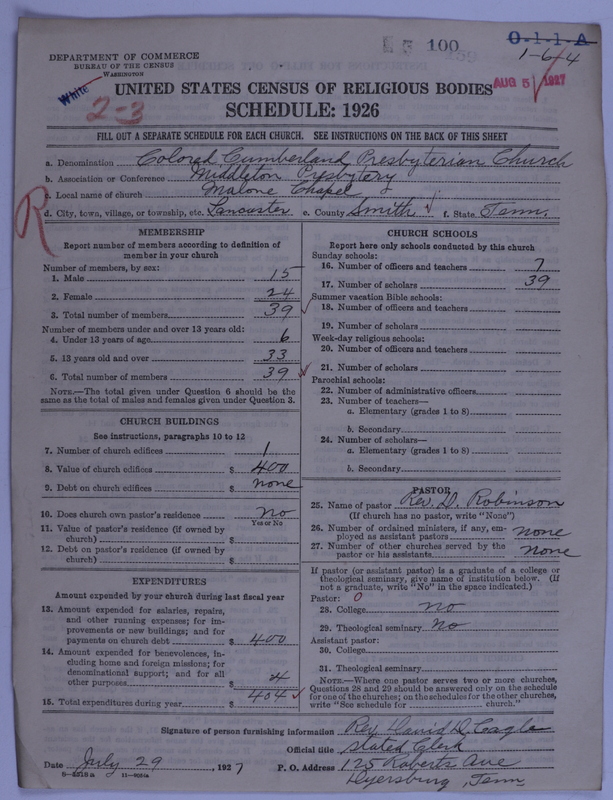 53 100
0-1-1-A
1-6-4
DEPARTMENT OF COMMERCE
BUREAU OF THE CENSUS
WASHINGTON
AUG 5 1927
White
2-3
UNITED STATES CENSUS OF RELIGIOUS BODIES
SCHEDULE: 1926
FILL OUT A SEPARATE SCHEDULE FOR EACH CHURCH. SEE INSTRUCTIONS ON THE BACK OF THIS SHEET
a. Denomination Colored Cumberland Presbyterian Church
b. Association or Conference Middleton Presbytery
c. Local name of church Malone Chapel
d. City, town, village, or township, etc. Lancaster e. County Smith f. State Tenn.
R
MEMBERSHIP
Report number of members according to definition of
member in your church
Number of members, by sex:
1. Male 15
2. Female 24
3. Total number of members 39
Number of members under and over 13 years old:
4. Under 13 years of age 6
5. 13 years old and over 33
6. Total number of members 39
NOTE.—The total given under Question 6 should be the
same as the total of males and females given under Question 3.
CHURCH BUILDINGS
See instructions, paragraphs 10 to 12
7. Number of church edifices 1
8. Value of church edifices $ 400
9. Debt on church edifices $ none
10. Does church own pastor's residence no
Yes or No
11. Value of pastor's residence (if owned by
church) $
12. Debt on pastor's residence (if owned by
church) $
EXPENDITURES
Amount expended by your church during last fiscal year
13. Amount expended for salaries, repairs,
and other running expenses; for im-
provements or new buildings; and for
payments on church debt $ 400
14. Amount expended for benevolences, in-
cluding home and foreign missions; for
denominational support; and for all
other purposes $ 4
15. Total expenditures during year $ 404
CHURCH SCHOOLS
Report here only schools conducted by this church
Sunday schools:
16. Number of officers and teachers 7
17. Number of scholars 39
Summer vacation Bible schools:
18. Number of officers and teachers
19. Number of scholars
Week-day religious schools:
20. Number of officers and teachers
21. Number of scholars
Parochial schools:
22. Number of administrative officers
23. Number of teachers—
a. Elementary (grades 1 to 8)
b. Secondary
24. Number of scholars—
a. Elementary (grades 1 to 8)
b. Secondary
PASTOR
25. Name of pastor Rev. D. Robinson
(If church has no pastor, write "None")
26. Number of ordained ministers, if any, em-
ployed as assistant pastors none
27. Number of other churches served by the
pastor or his assistants none
If pastor (or assistant pastor) is a graduate of a college or
theological seminary, give name of institution below. (If
not a graduate, write "No" in the space indicated.)
Pastor: 0
28. College no
29. Theological seminary No
Assistant pastor:
30. College
31. Theological seminary
NOTE.—Where one pastor serves two or more churches,
Questions 28 and 29 should be answered only on the schedule
for one of the churches; on the schedules for the other churches,
write "See schedule for church."
Signature of person furnishing information Rev David D. Cagle
Official title Stated Clerk
Date July 29, 1927 P. O. Address 125 Roberts Ave
Dyersburg, Tenn